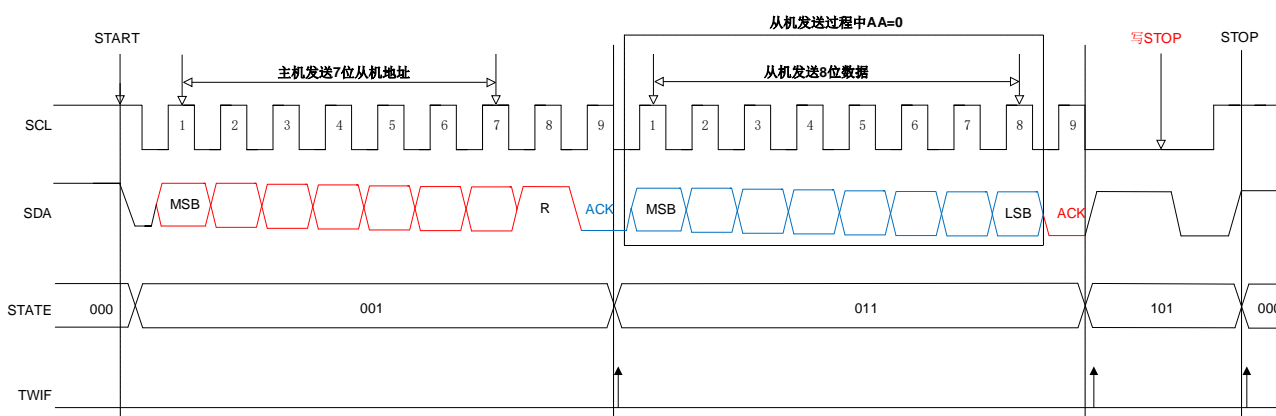 从机发送过程中AA=0
START
写STOP
STOP
主机发送7位从机地址
从机发送8位数据
SCL
1 2 3 4 5 6 7 8 9 1 2 3 4 5 6 7 8 9
SDA
MSB R ACK MSB LSB ACK
STATE
000 001 011 101 000
TWIF